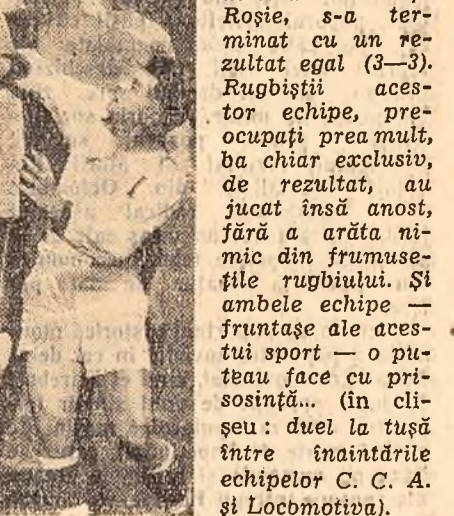 Roșie, s-a ter-
minat cu un re-
zultat egal (3—3).
Rugbiștii aces-
tor echipe, pre-
ocupați prea mult,
ba chiar exclusiv,
de rezultat, au
jucat însă anost,
fără a arăta ni-
mic din frumuse-
țile rugbiului. Și
ambele echipe —
fruntașe ale aces-
tui sport — o pu-
teau face cu pri-
sosință... (în cli-
șeu : duel la tușă
între înaintările
echipelor C. C. A.
și Locomotiva).